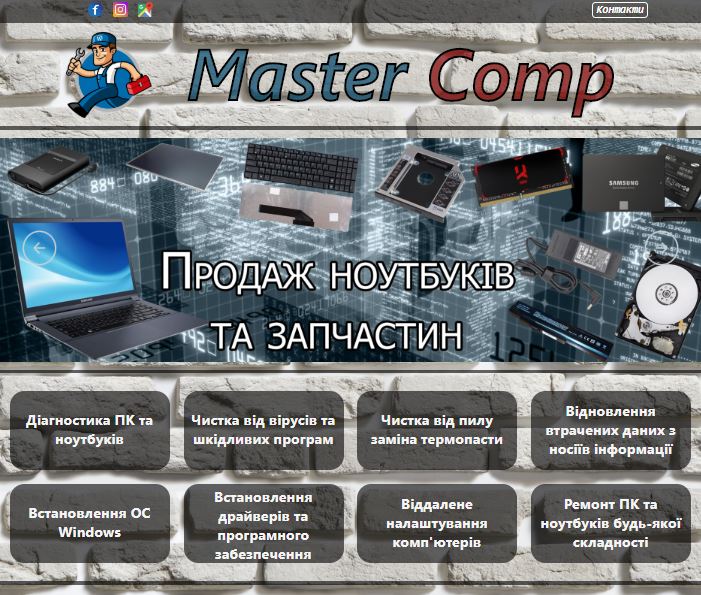 Контакти
Master Comp
SAMSUNG
Продаж ноутбуків
та запчастин
Діагностика ПК та
ноутбуків
Чистка від вірусів та
шкідливих програм
Чистка від пилу
заміна термопасти
Відновлення
втрачених даних з
носіїв інформації
Встановлення ОС
Windows
Встановлення
драйверів та
програмного
забезпечення
Віддалене
налаштування
комп'ютерів
Ремонт ПК та
ноутбуків будь-якої
складності